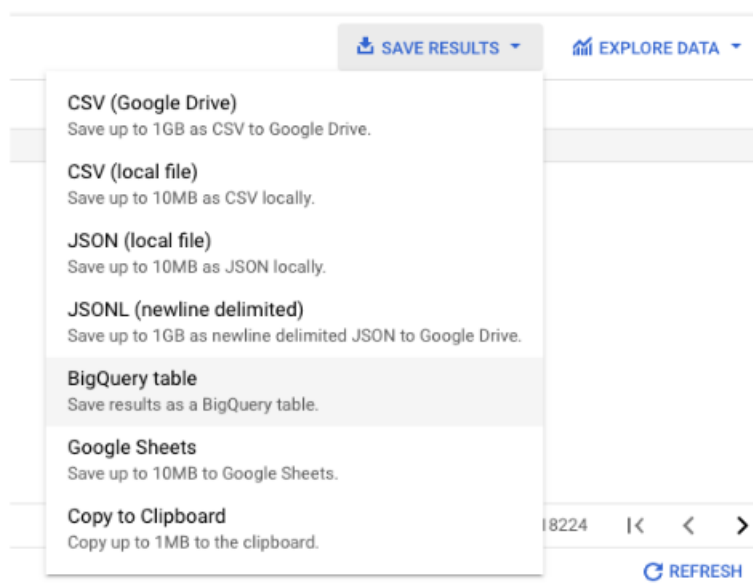 SAVE RESULTS
EXPLORE DATA
CSV (Google Drive)
Save up to 1GB as CSV to Google Drive.
CSV (local file)
Save up to 10MB as CSV locally.
JSON (local file)
Save up to 10MB as JSON locally.
JSONL (newline delimited)
Save up to 1GB as newline delimited JSON to Google Drive.
BigQuery table
Save results as a BigQuery table.
Google Sheets
Save up to 10MB to Google Sheets.
Copy to Clipboard
Copy up to 1MB to the clipboard.
18224
REFRESH